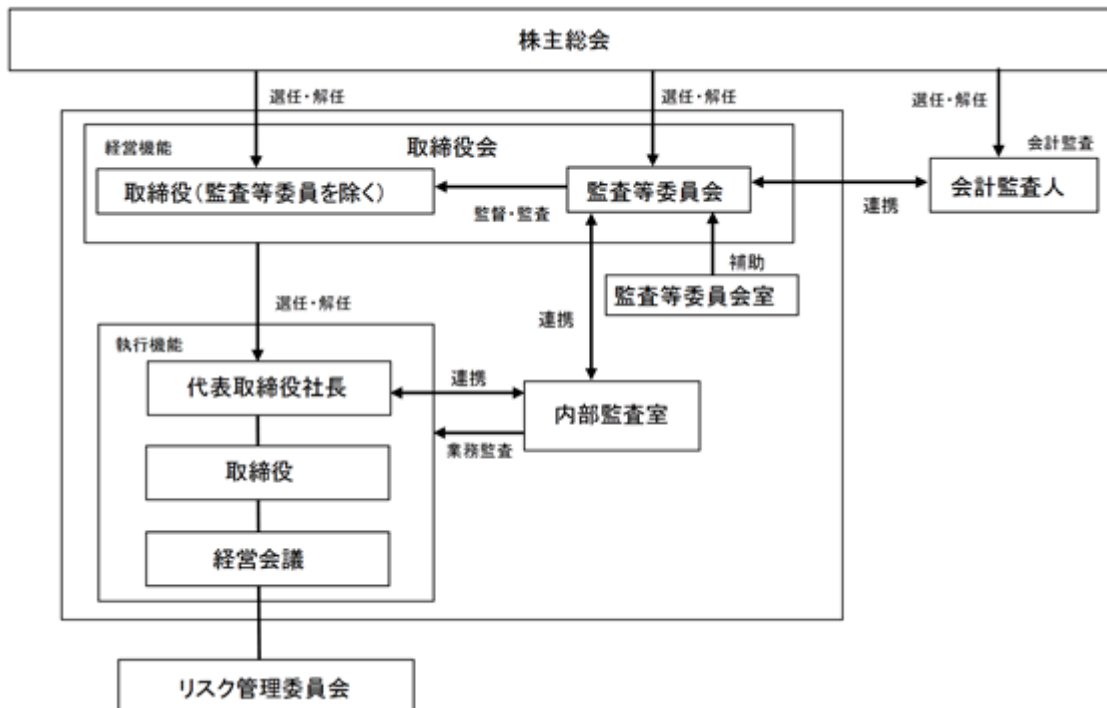 株主総会
選任・解任
選任・解任
選任・解任
経営機能
取締役会
会計監査
取締役(監査等委員を除く)
監督・監査
監査等委員会
連携
会計監査人
補助
監査等委員会室
選任・解任
連携
執行機能
代表取締役社長
連携
内部監査室
業務監査
取締役
経営会議
リスク管理委員会